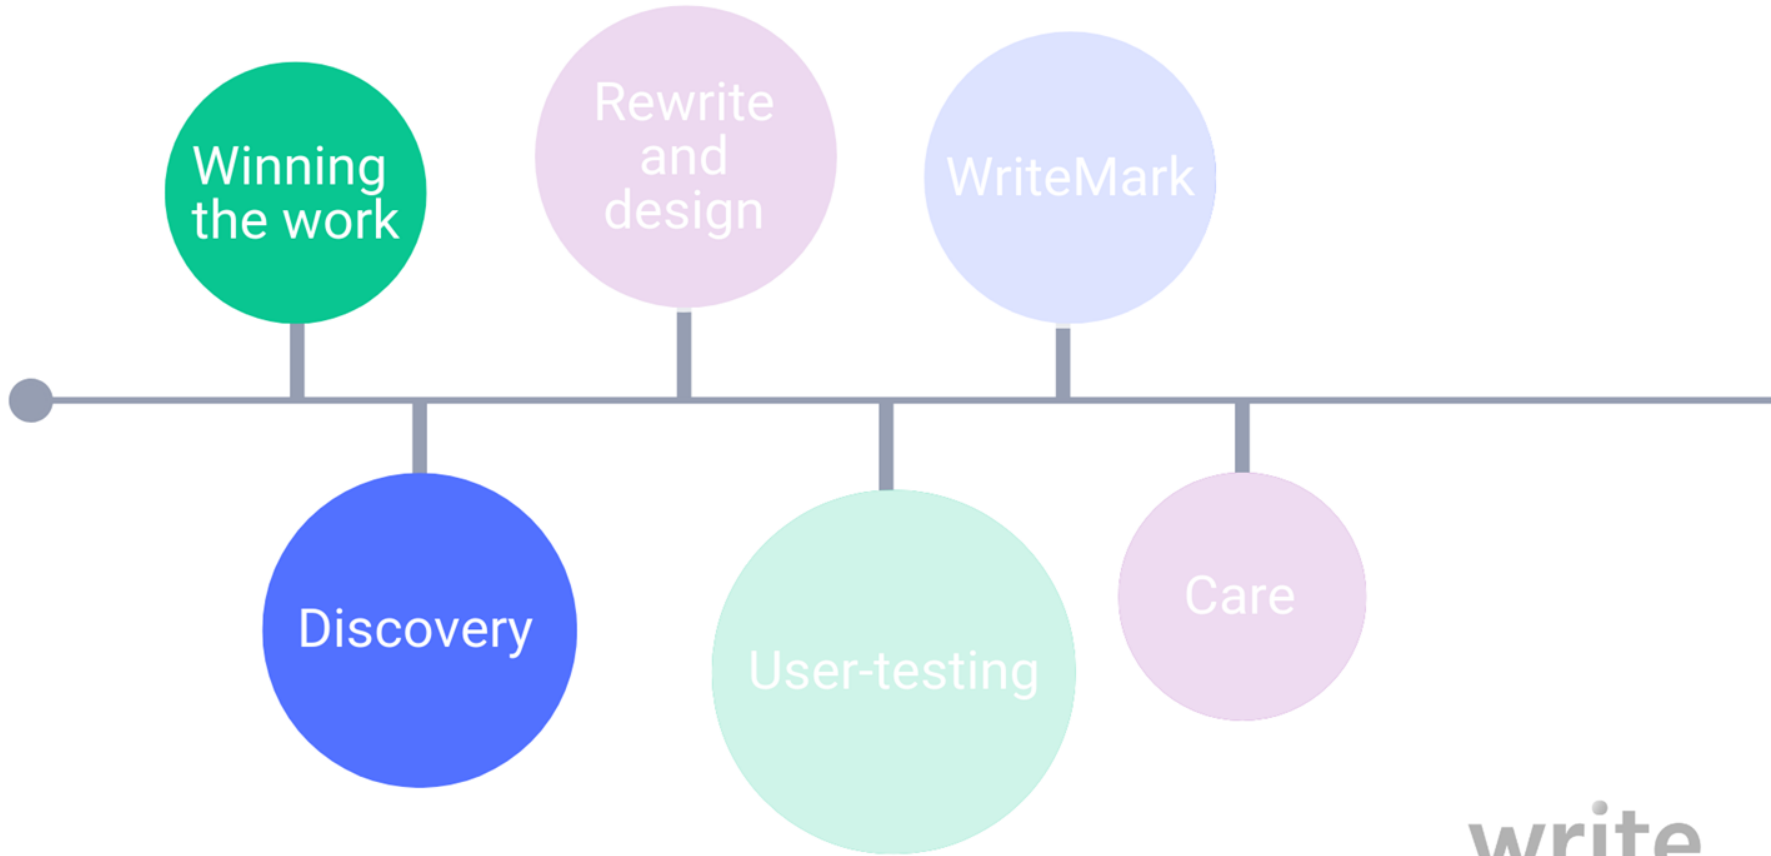 Winning
the work
Discovery
Rewrite
and
design
User-testing
WriteMark
Care
write